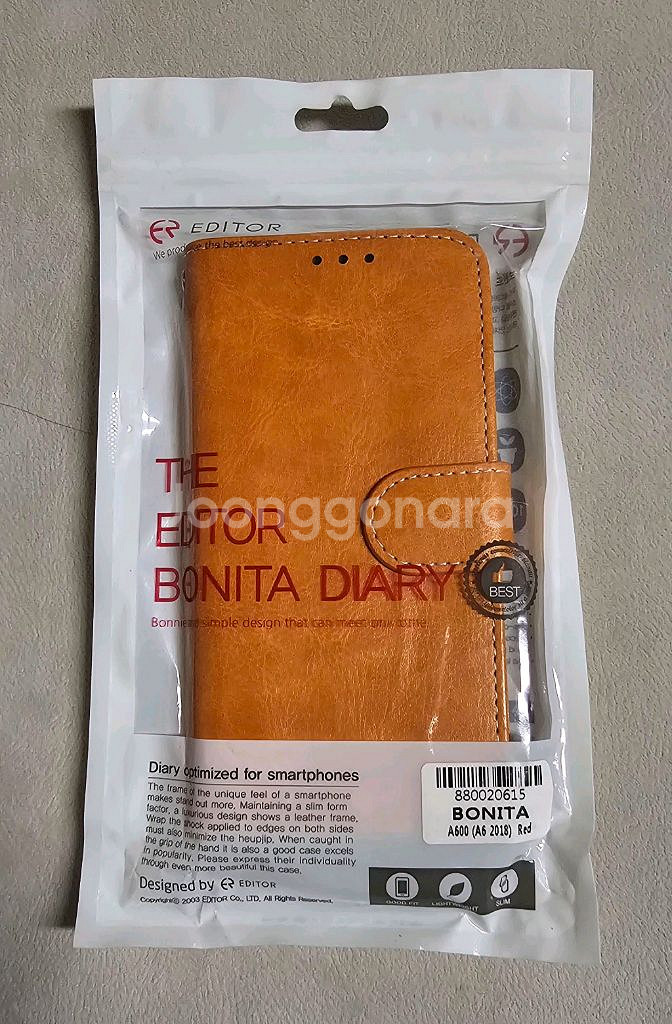 EDITOR
We produce the best design
THE
EDITOR
BONITA DIARY
joonggonara
BEST
simple design that can meet
Diary optimized for smartphones
The frame of the unique feel of a smartphone
makes stand out more. Maintaining a slim form
factor, a luxurious design shows a leather frame.
Wrap the shock applied to edges on both sides
must also minimize the heupjip. When caught in
the grip of the hand it is also a good case excels
in popularity. Please express their individuality
through even more beautiful this case.
Designed by EDITOR
Copyright© 2003 EDITOR Co., LTD, All Rights Reserved.
880020615
BONITA
A600 (A6 2018) Red
GOOD FIT
LIGHT WEIGHT
SLIM